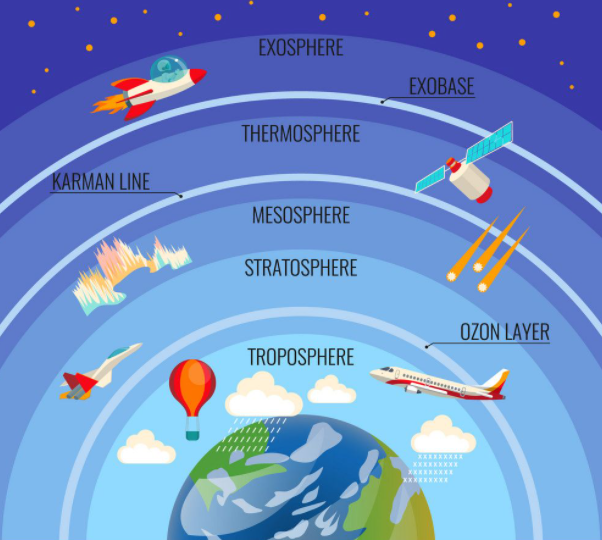 EXOSPHERE
EXOBASE
THERMOSPHERE
KARMAN LINE
MESOSPHERE
STRATOSPHERE
OZON LAYER
TROPOSPHERE